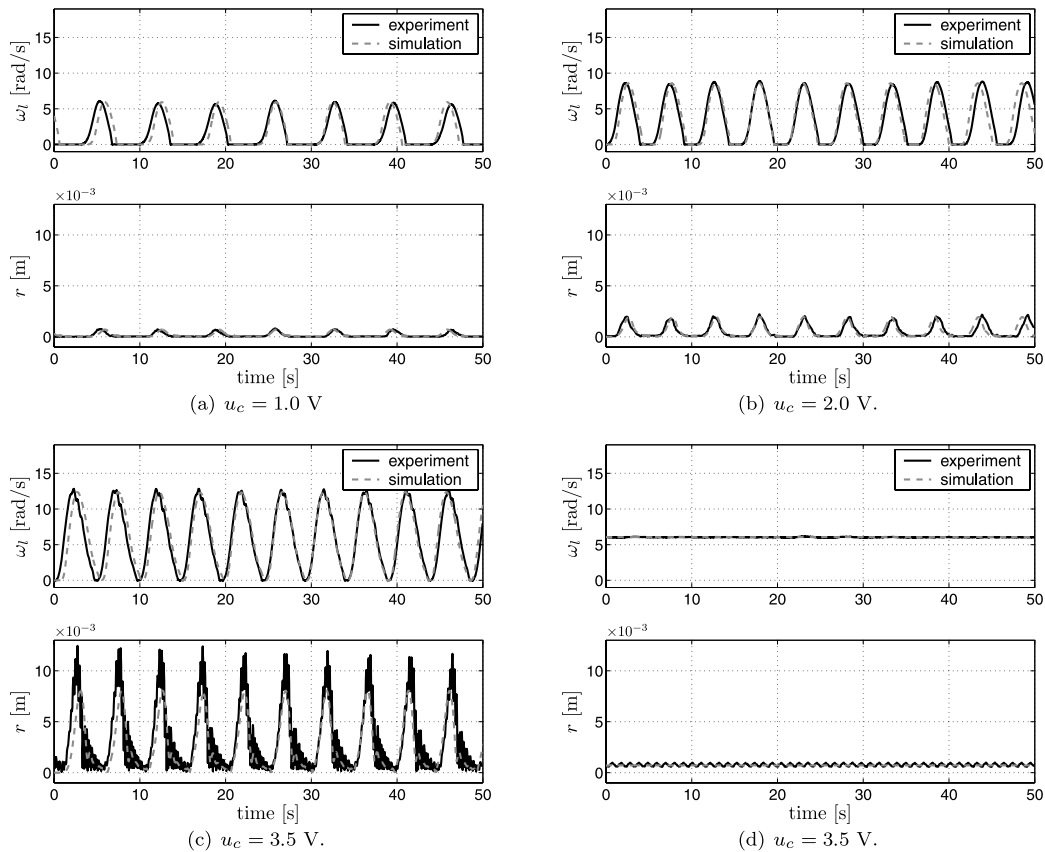 experiment
simulation
ω_l [rad/s]
15
10
5
0
0 10 20 30 40 50
×10⁻³
r [m]
10
5
0
0 10 20 30 40 50
time [s]
(a) u_c = 1.0 V
experiment
simulation
ω_l [rad/s]
15
10
5
0
0 10 20 30 40 50
×10⁻³
r [m]
10
5
0
0 10 20 30 40 50
time [s]
(b) u_c = 2.0 V.
experiment
simulation
ω_l [rad/s]
15
10
5
0
0 10 20 30 40 50
×10⁻³
r [m]
10
5
0
0 10 20 30 40 50
time [s]
(c) u_c = 3.5 V.
experiment
simulation
ω_l [rad/s]
15
10
5
0
0 10 20 30 40 50
×10⁻³
r [m]
10
5
0
0 10 20 30 40 50
time [s]
(d) u_c = 3.5 V.